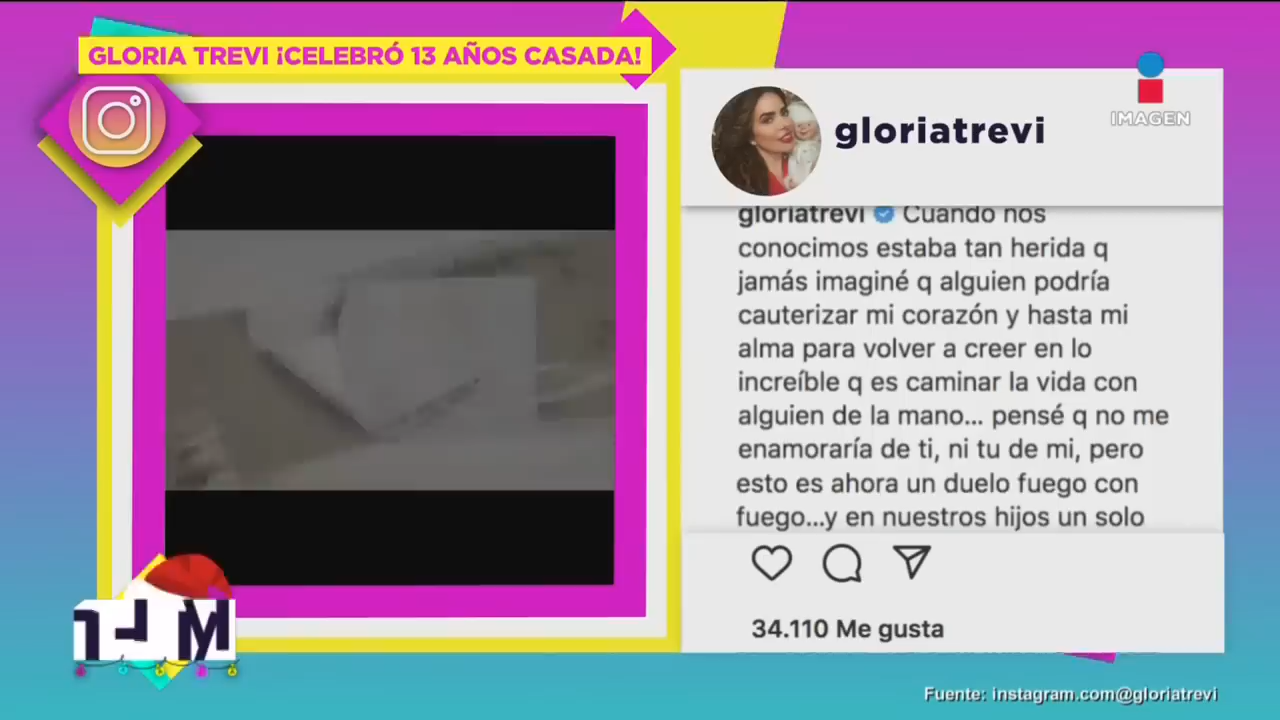 GLORIA TREVI ¡CELEBRÓ 13 AÑOS CASADA!
IMAGEN
gloriatrevi
gloriatrevi Cuando nos
conocimos estaba tan herida q
jamás imaginé q alguien podría
cauterizar mi corazón y hasta mi
alma para volver a creer en lo
increíble q es caminar la vida con
alguien de la mano... pensé q no me
enamoraría de ti, ni tu de mi, pero
esto es ahora un duelo fuego con
fuego...y en nuestros hijos un solo
34.110 Me gusta
Fuente: instagram.com@gloriatrevi